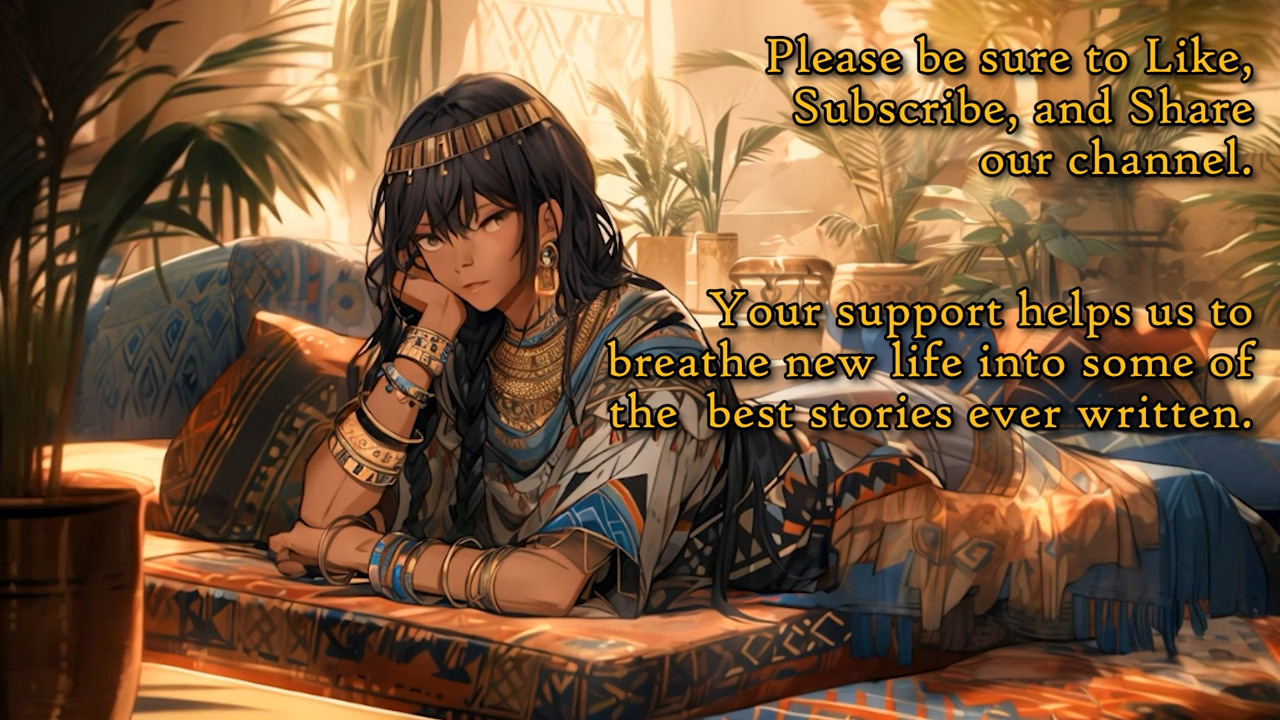 Please be sure to Like,
Subscribe, and Share
our channel.
Your support helps us to
breathe new life into some of
the  best stories ever written.